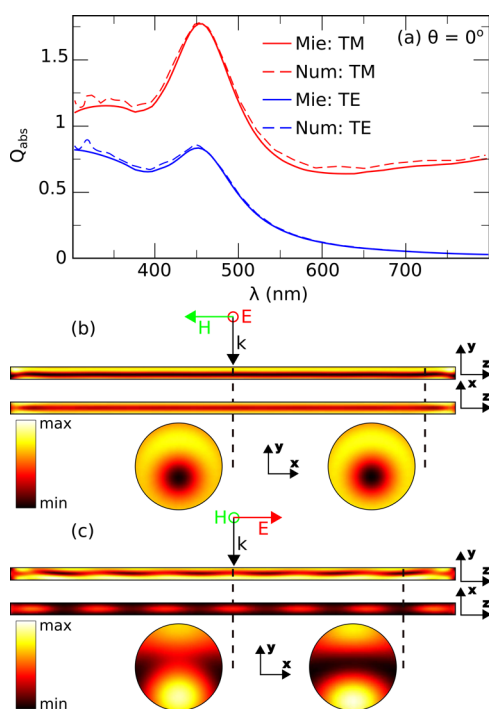 1.5
1
0.5
0
Q_abs
Mie: TM
Num: TM
Mie: TE
Num: TE
(a) θ = 0°
400 500 600 700
λ (nm)
(b)
H E
k
y
z
x
z
max
min
y
x
(c)
H E
k
y
z
x
z
max
min
y
x